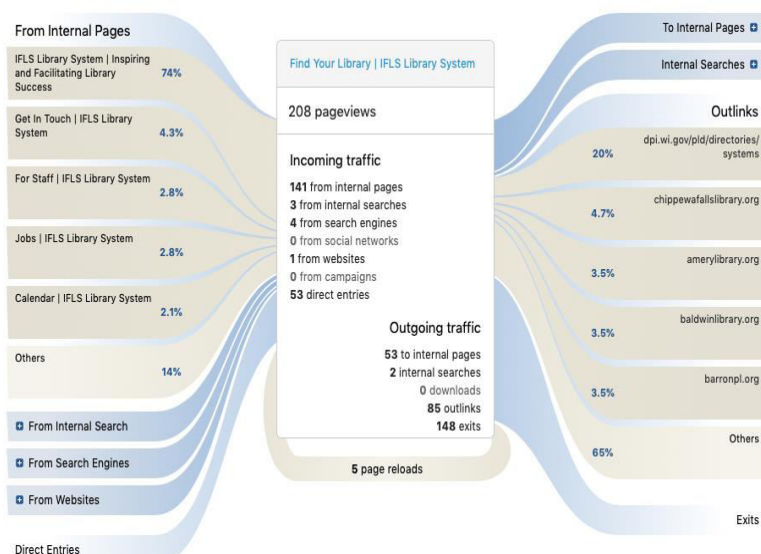 From Internal Pages
IFLS Library System | Inspiring
and Facilitating Library
Success
74%
Get In Touch | IFLS Library
System
4.3%
For Staff | IFLS Library System
2.8%
Jobs | IFLS Library System
2.8%
Calendar | IFLS Library System
2.1%
Others
14%
From Internal Search
From Search Engines
From Websites
Direct Entries
Find Your Library | IFLS Library System
208 pageviews
Incoming traffic
141 from internal pages
3 from internal searches
4 from search engines
0 from social networks
1 from websites
0 from campaigns
53 direct entries
Outgoing traffic
53 to internal pages
2 internal searches
0 downloads
85 outlinks
148 exits
5 page reloads
To Internal Pages
Internal Searches
Outlinks
dpi.wi.gov/pld/directories/
systems
20%
chippewafallslibrary.org
4.7%
amerylibrary.org
3.5%
baldwinlibrary.org
3.5%
barronpl.org
3.5%
Others
65%
Exits